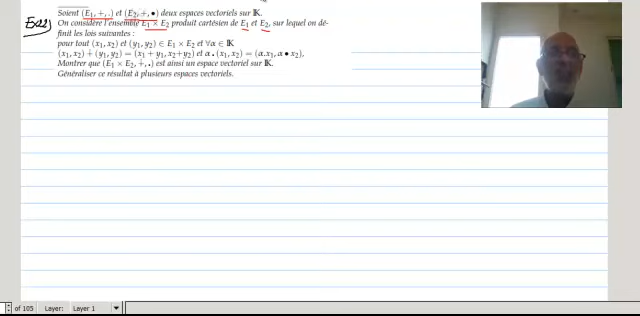 Soient (E₁, +, .) et (E₂, +, •) deux espaces vectoriels sur 𝕂.
On considère l'ensemble E₁ × E₂ produit cartésien de E₁ et E₂, sur lequel on dé-
finit les lois suivantes :
pour tout (x₁, x₂) et (y₁, y₂) ∈ E₁ × E₂ et ∀α ∈ 𝕂
(x₁, x₂) ∔ (y₁, y₂) = (x₁ + y₁, x₂+y₂) et α . (x₁, x₂) = (α.x₁, α • x₂),
Montrer que (E₁ × E₂, ∔, .) est ainsi un espace vectoriel sur 𝕂.
Généraliser ce résultat à plusieurs espaces vectoriels.
of 105 Layer: Layer 1